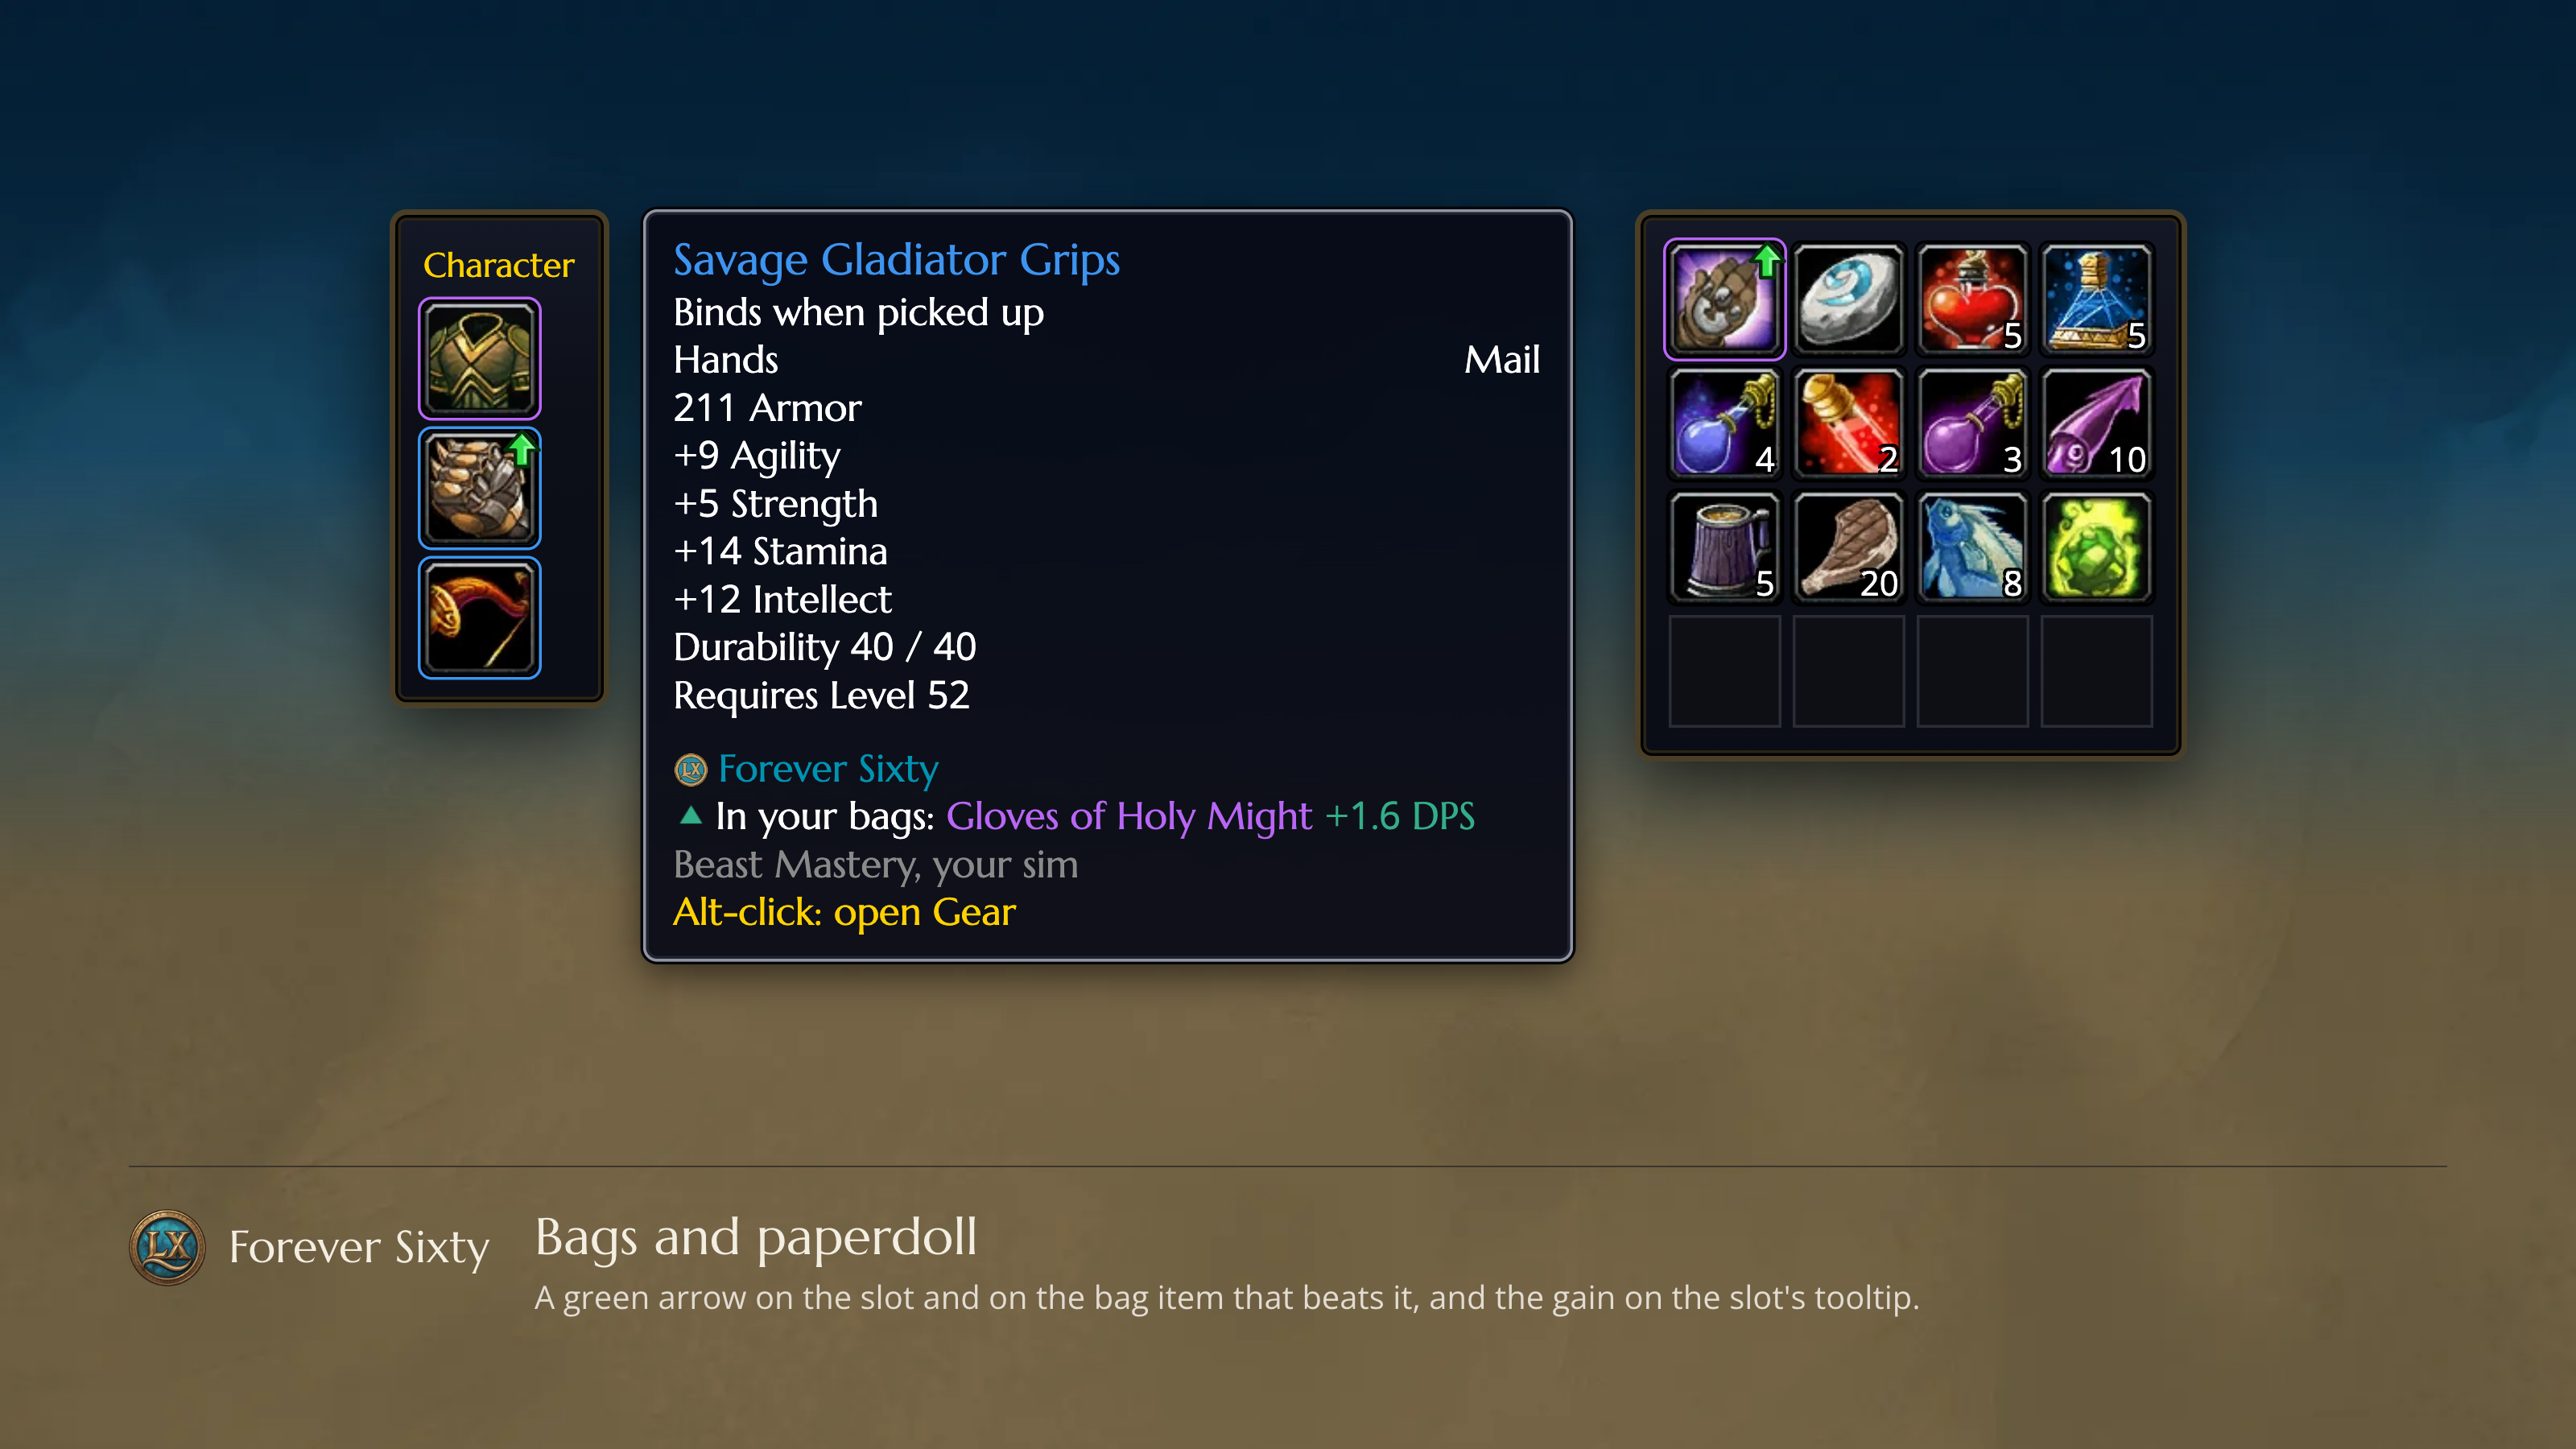 Character
Savage Gladiator Grips
Binds when picked up
Hands Mail
211 Armor
+9 Agility
+5 Strength
+14 Stamina
+12 Intellect
Durability 40 / 40
Requires Level 52
LX Forever Sixty
In your bags: Gloves of Holy Might +1.6 DPS
Beast Mastery, your sim
Alt-click: open Gear
5 5
4 2 3 10
5 20 8
LX Forever Sixty
Bags and paperdoll
A green arrow on the slot and on the bag item that beats it, and the gain on the slot's tooltip.